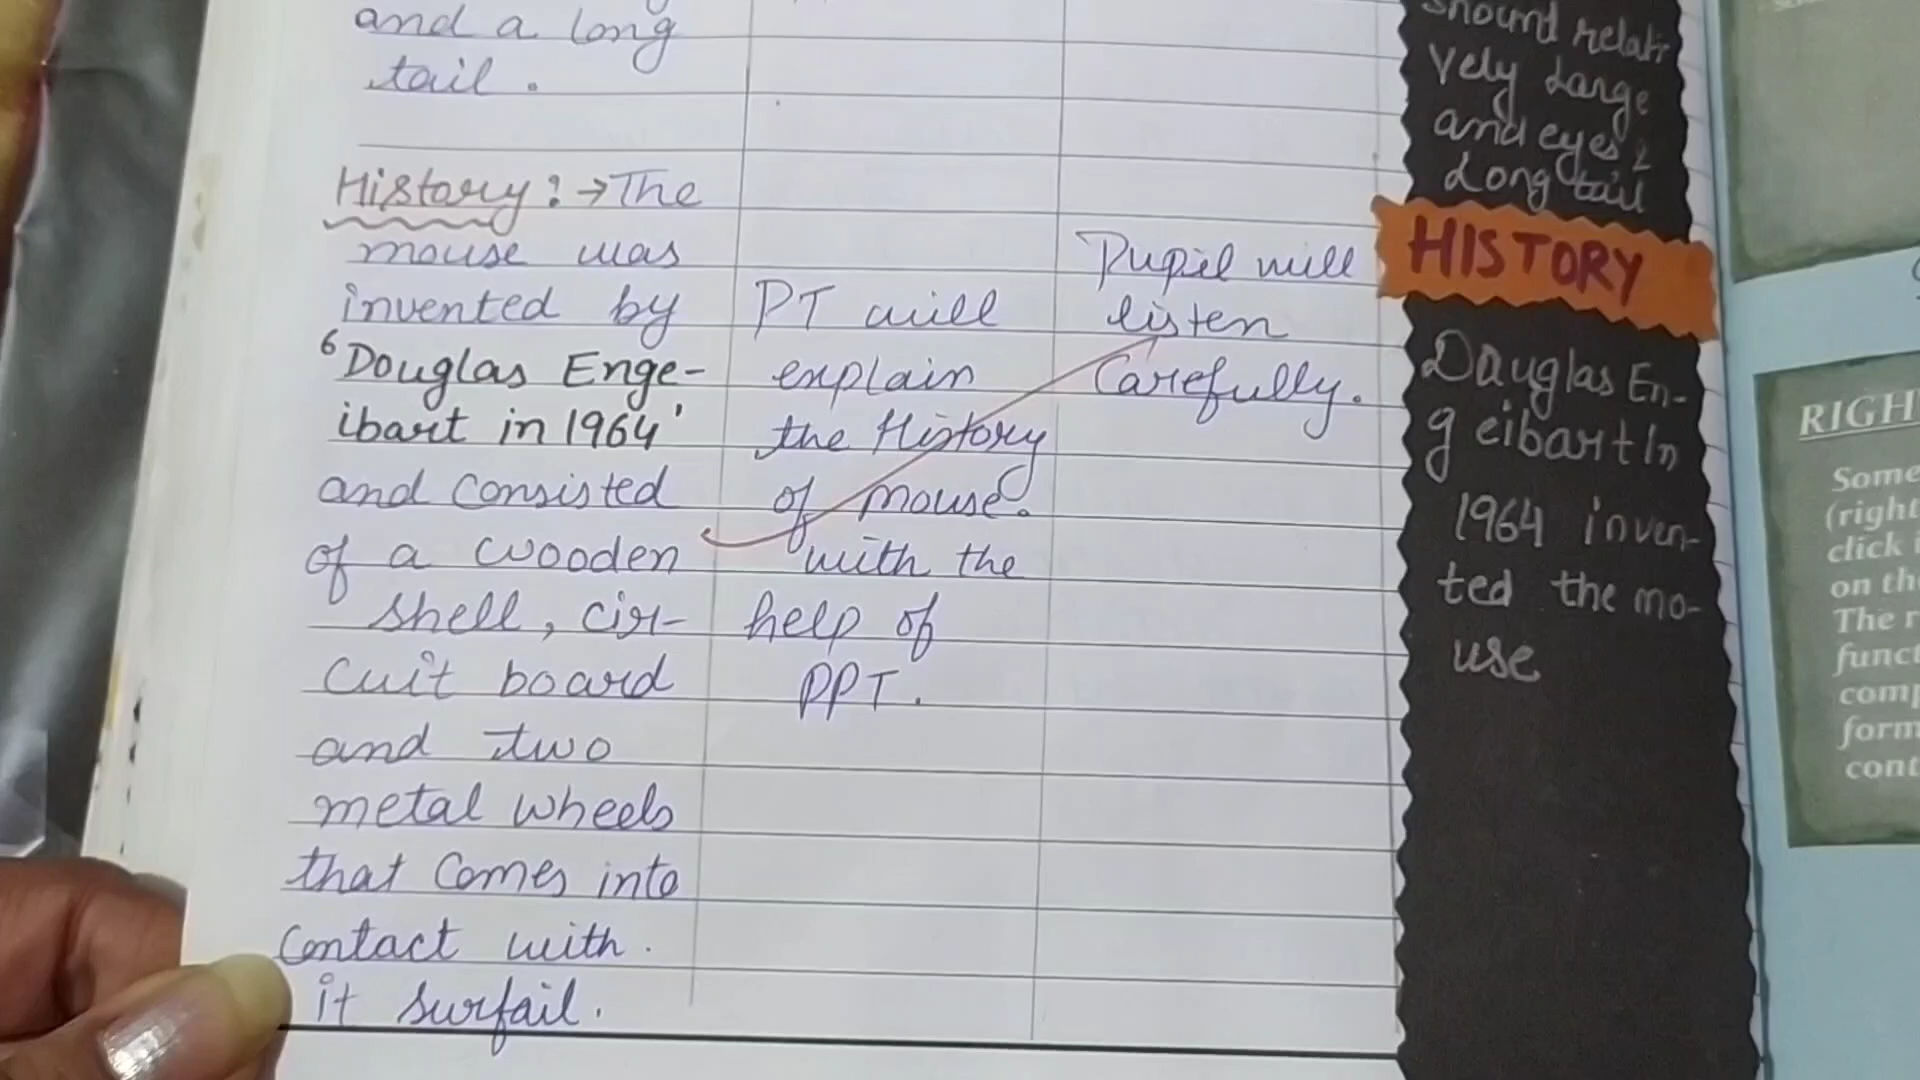 and a long
tail.
History:→The
mouse was
invented by
'Douglas Enge-
ibart in 1964'
and consisted
of a wooden
shell, cir-
cuit board
and two
metal wheels
that comes into
contact with.
it surfail.
PT will
explain
the History
of mouse.
with the
help of
PPT.
Pupil will
listen
Carefully.
relati
vely Large
and eyes &
Long tail
HISTORY
Dauglas En-
g eibart In
1964 inven-
ted the mo-
use
RIGH
Some
(right
click i
on th
The r
funct
comp
form
cont